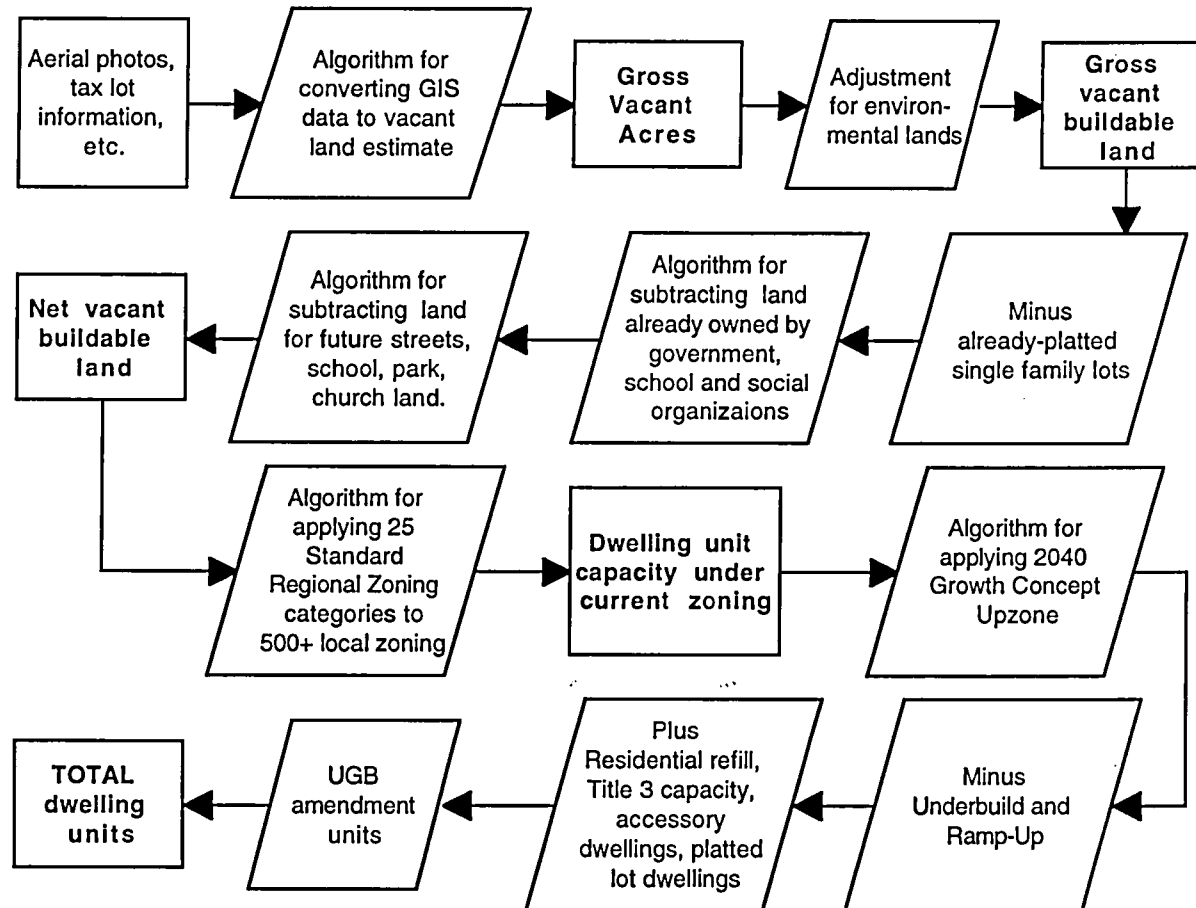 Aerial photos,
tax lot
information,
etc.
Algorithm for
converting GIS
data to vacant
land estimate
Gross
Vacant
Acres
Adjustment
for environ-
mental lands
Gross
vacant
buildable
land
Minus
already-platted
single family lots
Algorithm for
subtracting land
already owned by
government,
school and social
organizaions
Algorithm for
subtracting land
for future streets,
school, park,
church land.
Net vacant
buildable
land
Algorithm for
applying 25
Standard
Regional Zoning
categories to
500+ local zoning
Dwelling unit
capacity under
current zoning
Algorithm for
applying 2040
Growth Concept
Upzone
Minus
Underbuild and
Ramp-Up
Plus
Residential refill,
Title 3 capacity,
accessory
dwellings, platted
lot dwellings
UGB
amendment
units
TOTAL
dwelling
units